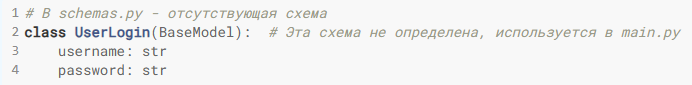 1 # В schemas.py - отсутствующая схема
2 class UserLogin(BaseModel):  # Эта схема не определена, используется в main.py
3     username: str
4     password: str